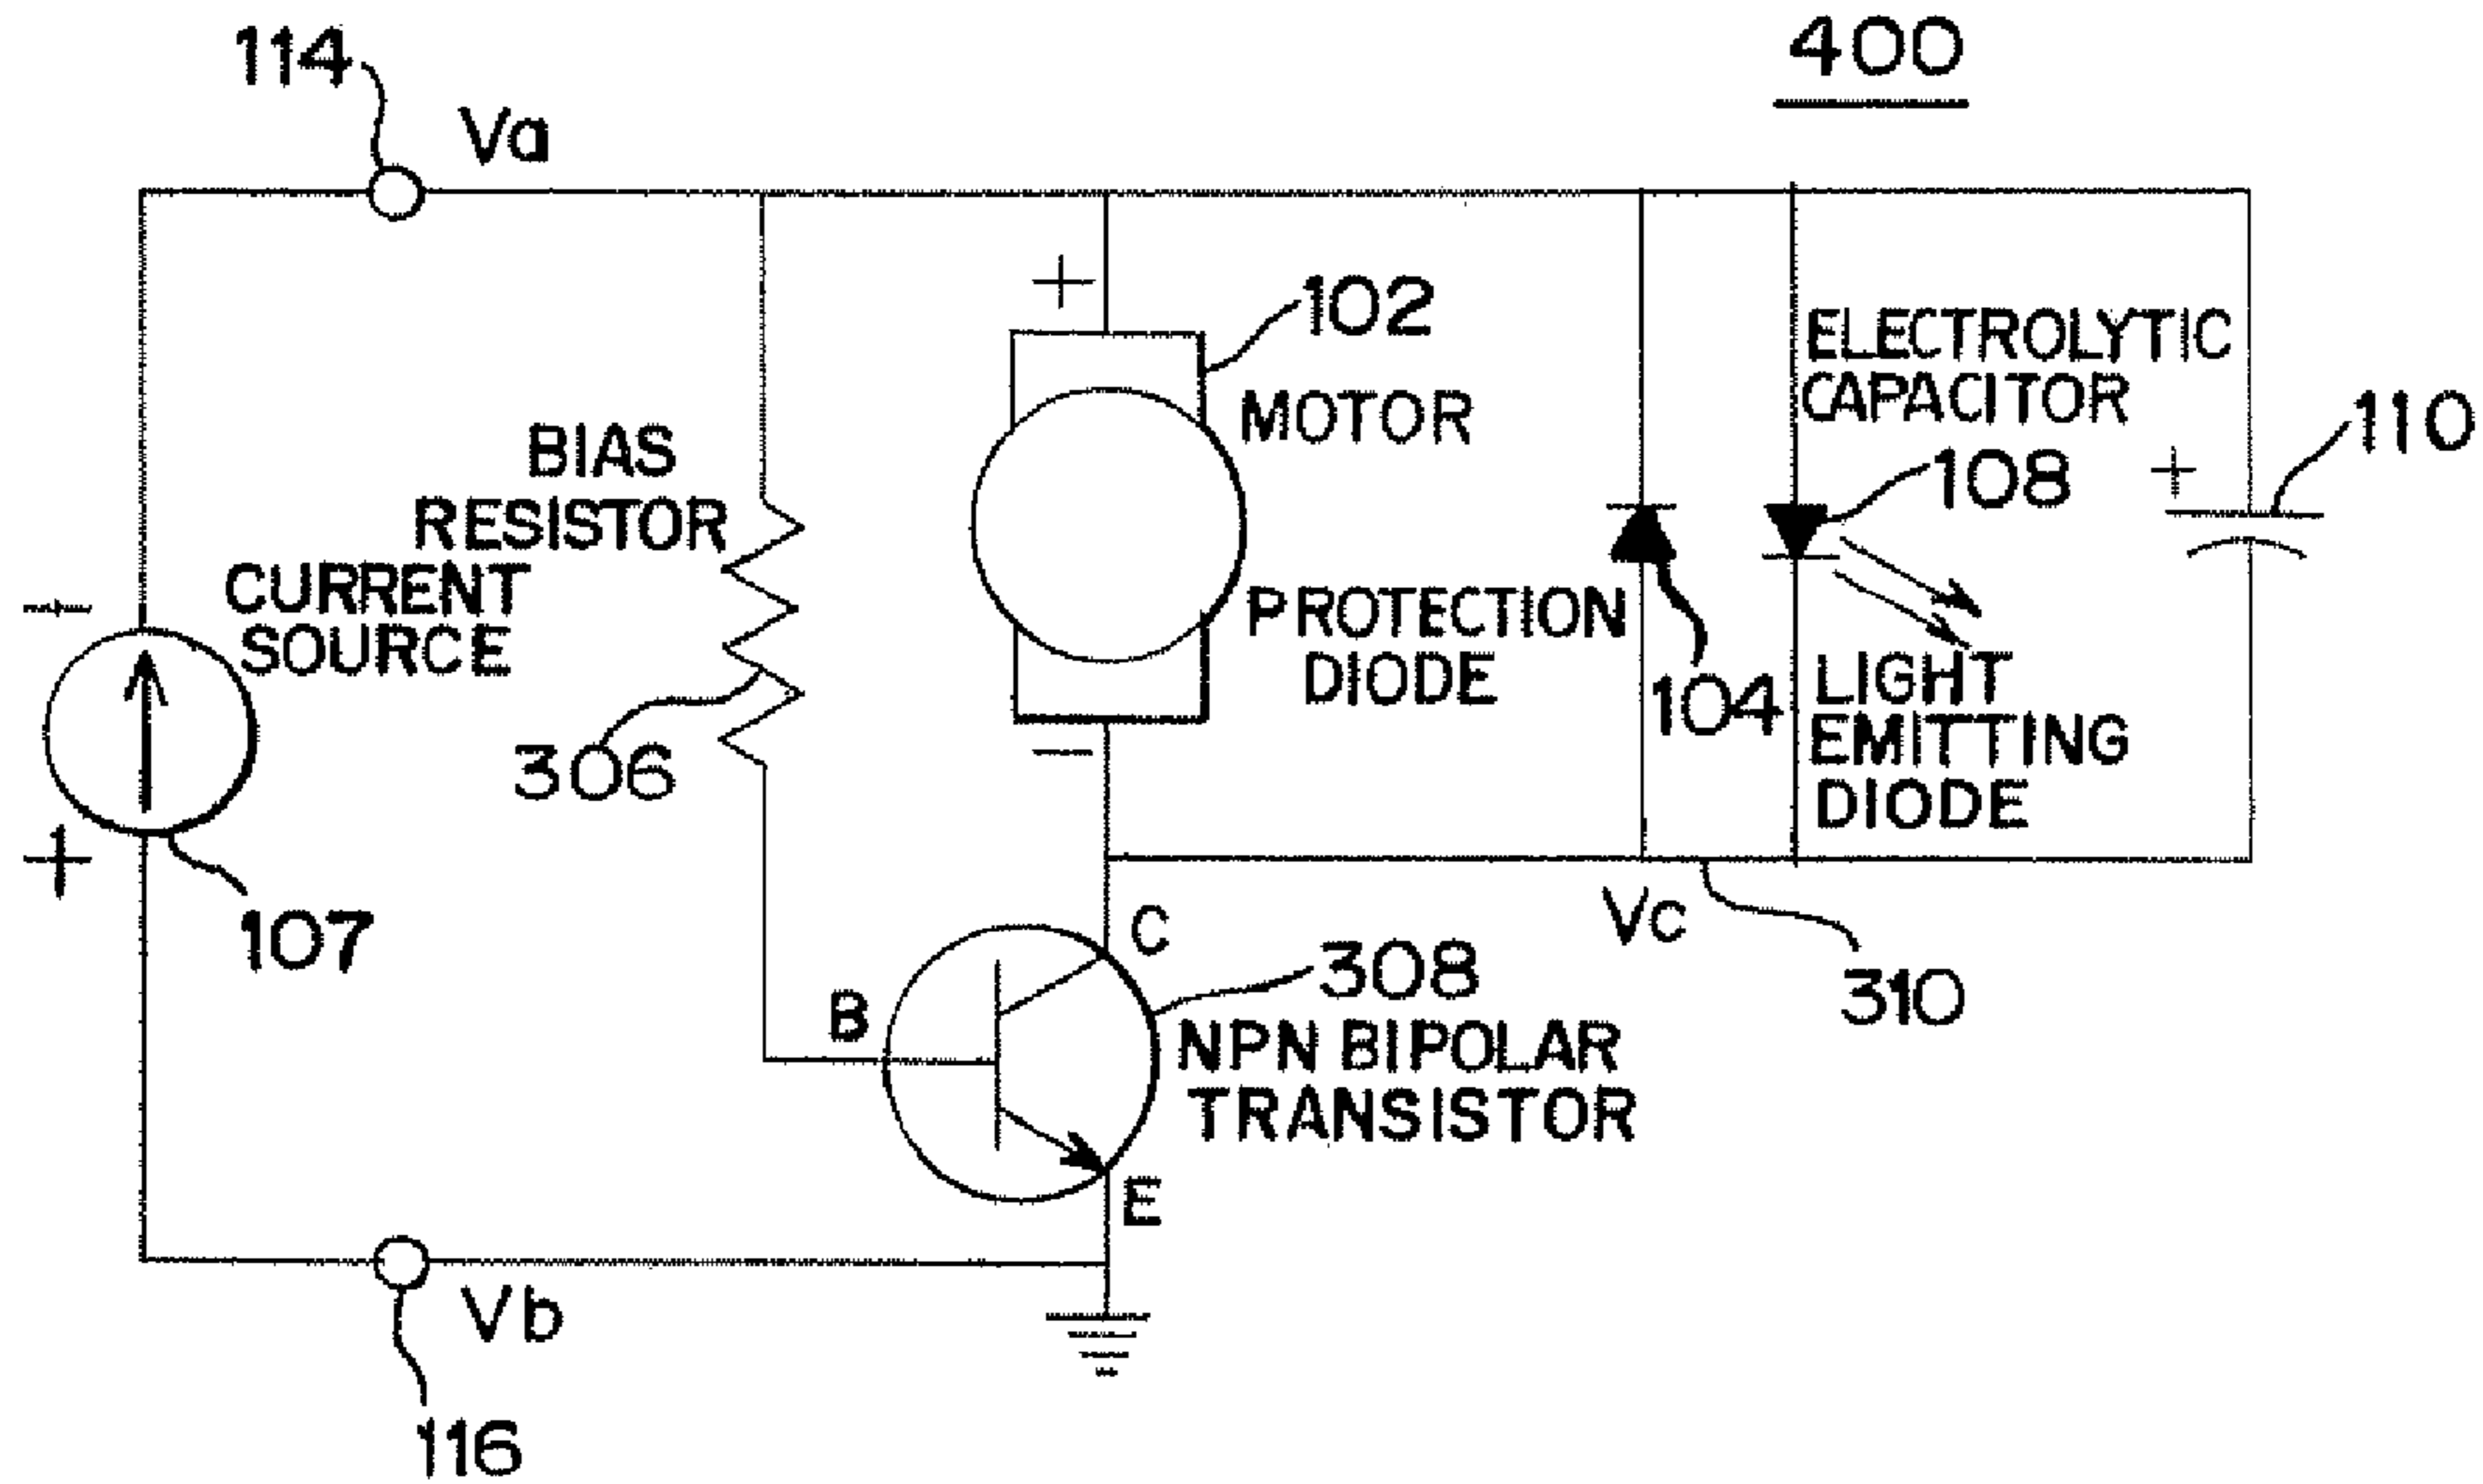 400
114
Va
+
102
MOTOR
ELECTROLYTIC
CAPACITOR
110
+
108
BIAS
RESISTOR
CURRENT
SOURCE
-
+
107
306
-
PROTECTION
DIODE
104
LIGHT
EMITTING
DIODE
Vc
310
C
B
E
308
NPN BIPOLAR
TRANSISTOR
Vb
116